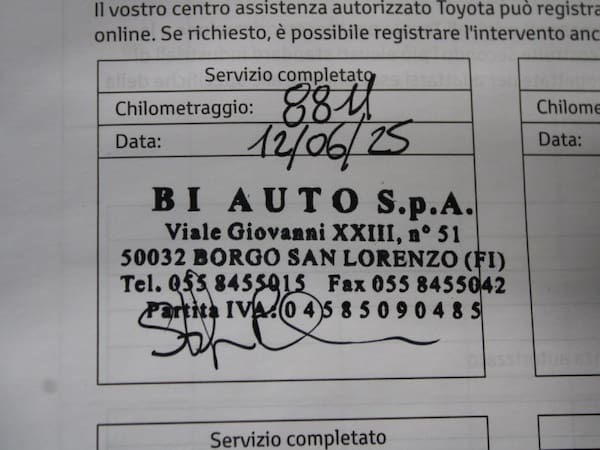 Il vostro centro assistenza autorizzato Toyota può registra
online. Se richiesto, è possibile registrare l'intervento anc
Servizio completato
Chilometraggio: 8811
Data: 12/06/25
Chilome
Data:
BI AUTO S.p.A.
Viale Giovanni XXIII, n° 51
50032 BORGO SAN LORENZO (FI)
Tel. 055 8455015 Fax 055 8455042
Partita IVA: 04585090485
Servizio completato